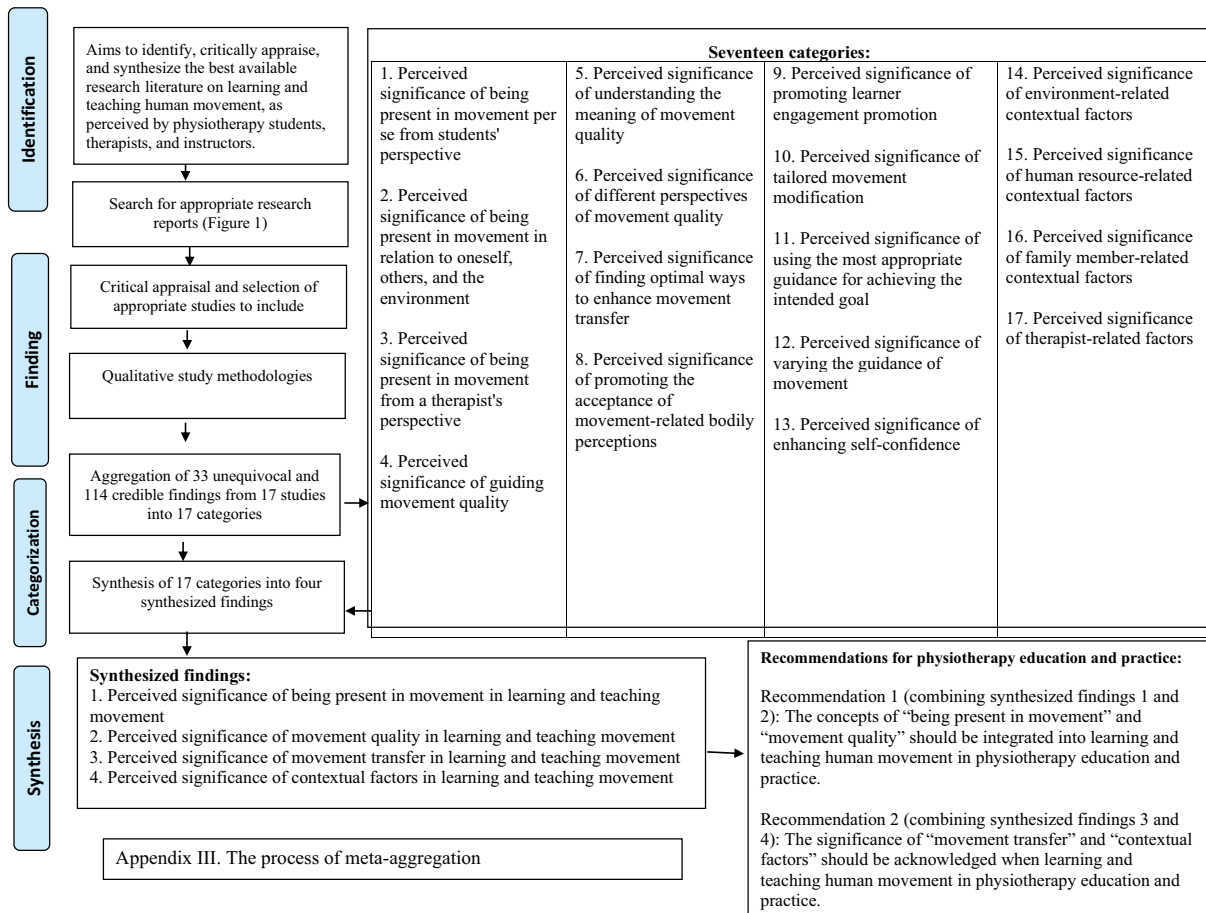 Identification
Aims to identify, critically appraise,
and synthesize the best available
research literature on learning and
teaching human movement, as
perceived by physiotherapy students,
therapists, and instructors.
Search for appropriate research
reports (Figure 1)
Finding
Critical appraisal and selection of
appropriate studies to include
Qualitative study methodologies
Categorization
Aggregation of 33 unequivocal and
114 credible findings from 17 studies
into 17 categories
Synthesis of 17 categories into four
synthesized findings
Seventeen categories:
1. Perceived
significance of being
present in movement per
se from students'
perspective
2. Perceived
significance of being
present in movement in
relation to oneself,
others, and the
environment
3. Perceived
significance of being
present in movement
from a therapist's
perspective
4. Perceived
significance of guiding
movement quality
5. Perceived significance
of understanding the
meaning of movement
quality
6. Perceived significance
of different perspectives
of movement quality
7. Perceived significance
of finding optimal ways
to enhance movement
transfer
8. Perceived significance
of promoting the
acceptance of
movement-related bodily
perceptions
9. Perceived significance of
promoting learner
engagement promotion
10. Perceived significance of
tailored movement
modification
11. Perceived significance of
using the most appropriate
guidance for achieving the
intended goal
12. Perceived significance of
varying the guidance of
movement
13. Perceived significance of
enhancing self-confidence
14. Perceived significance
of environment-related
contextual factors
15. Perceived significance
of human resource-related
contextual factors
16. Perceived significance
of family member-related
contextual factors
17. Perceived significance
of therapist-related factors
Synthesis
Synthesized findings:
1. Perceived significance of being present in movement in learning and teaching
movement
2. Perceived significance of movement quality in learning and teaching movement
3. Perceived significance of movement transfer in learning and teaching movement
4. Perceived significance of contextual factors in learning and teaching movement
Recommendations for physiotherapy education and practice:
Recommendation 1 (combining synthesized findings 1 and
2): The concepts of “being present in movement” and
“movement quality” should be integrated into learning and
teaching human movement in physiotherapy education and
practice.
Recommendation 2 (combining synthesized findings 3 and
4): The significance of “movement transfer” and “contextual
factors” should be acknowledged when learning and
teaching human movement in physiotherapy education and
practice.
Appendix III. The process of meta-aggregation